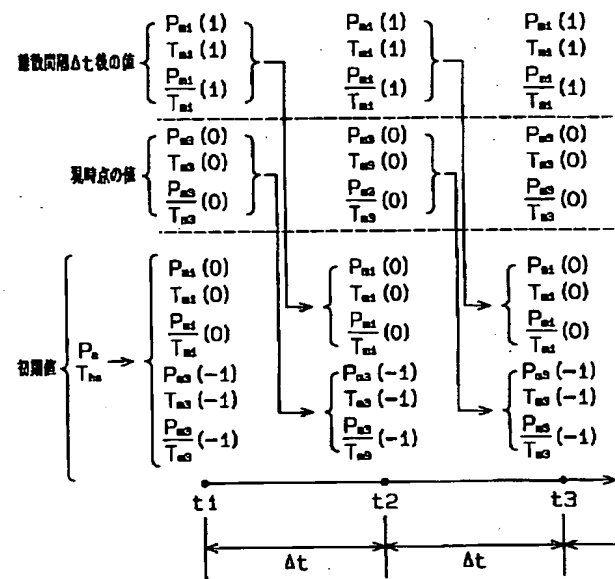 離散間隔Δt後の値
Pm1(1) Pm1(1) Pm1(1)
Tm1(1) Tm1(1) Tm1(1)
Pm1/Tm1(1) Pm1/Tm1(1) Pm1/Tm1(1)
現時点の値
Pm3(0) Pm3(0) Pm3(0)
Tm3(0) Tm3(0) Tm3(0)
Pm3/Tm3(0) Pm2/Tm3(0) Pm3/Tm3(0)
初期値
Pa
Tha
Pm1(0) Pm1(0) Pm1(0)
Tm1(0) Tm1(0) Tm1(0)
Pm1/Tm1(0) Pm1/Tm1(0) Pm1/Tm1(0)
Pm3(-1) Pm3(-1) Pm3(-1)
Tm3(-1) Tm3(-1) Tm3(-1)
Pm3/Tm3(-1) Pm3/Tm3(-1) Pm3/Tm3(-1)
t1 t2 t3
Δt Δt